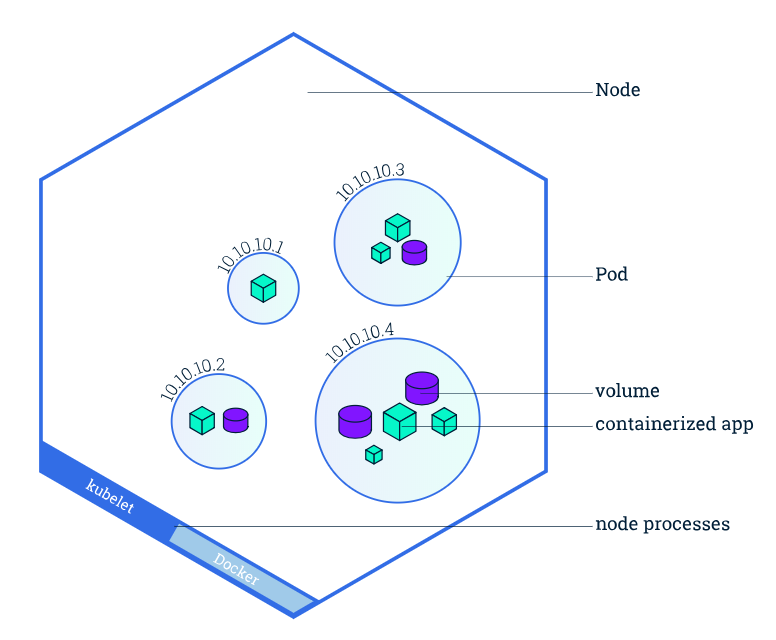 Node
10.10.10.3
10.10.10.1
Pod
10.10.10.4
10.10.10.2
volume
containerized app
kubelet
node processes
Docker